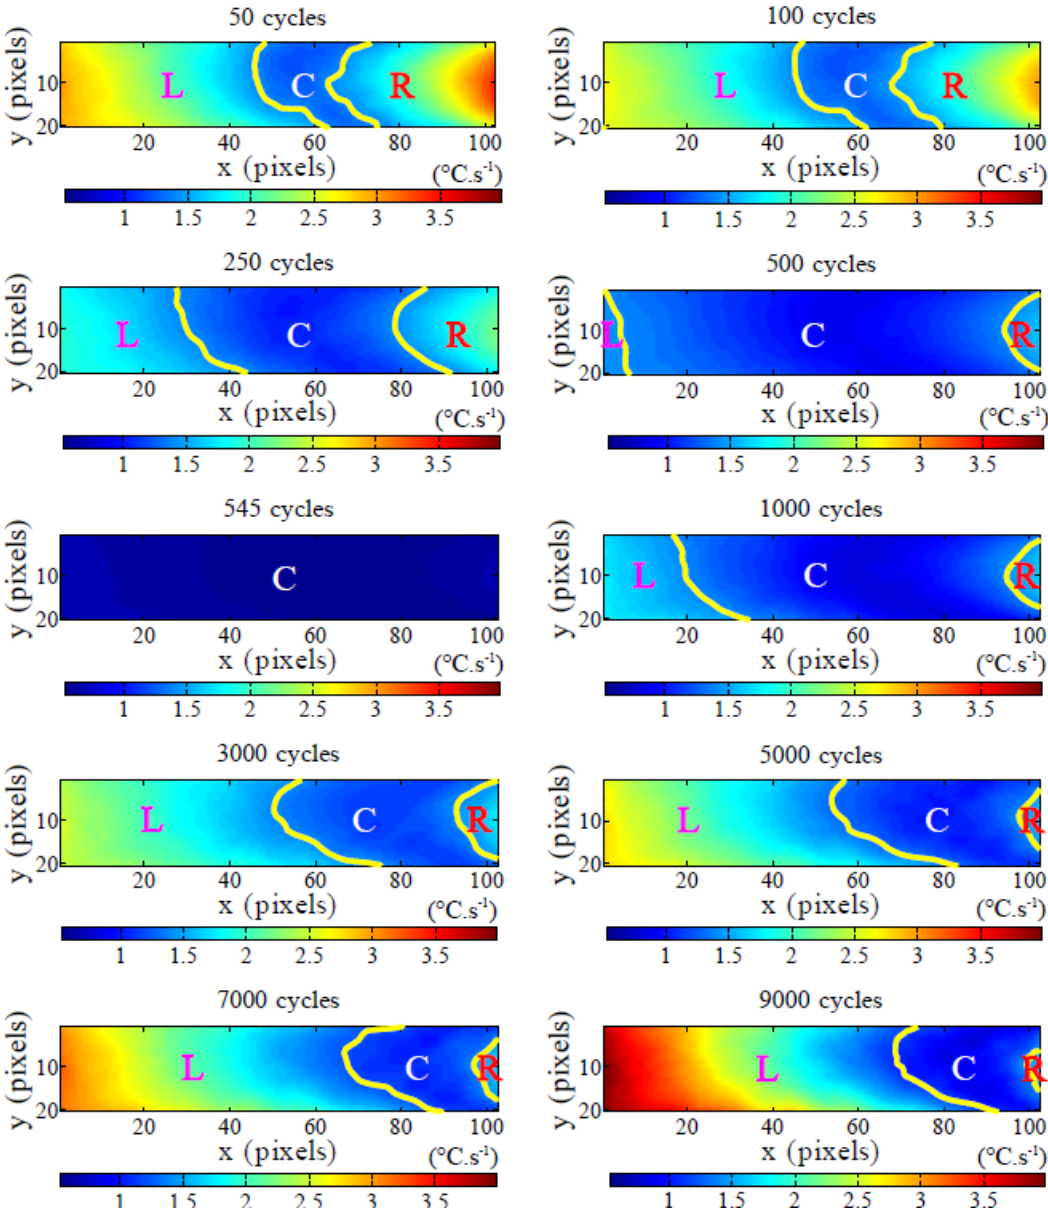 50 cycles
y (pixels)
10
20
L
C
R
20 40 60 80 100
x (pixels)
(°C.s-1)
1 1.5 2 2.5 3 3.5
100 cycles
y (pixels)
10
20
L
C
R
20 40 60 80 100
x (pixels)
(°C.s-1)
1 1.5 2 2.5 3 3.5
250 cycles
y (pixels)
10
20
L
C
R
20 40 60 80 100
x (pixels)
(°C.s-1)
1 1.5 2 2.5 3 3.5
500 cycles
y (pixels)
10
20
L
C
R
20 40 60 80 100
x (pixels)
(°C.s-1)
1 1.5 2 2.5 3 3.5
545 cycles
y (pixels)
10
20
C
20 40 60 80 100
x (pixels)
(°C.s-1)
1 1.5 2 2.5 3 3.5
1000 cycles
y (pixels)
10
20
L
C
R
20 40 60 80 100
x (pixels)
(°C.s-1)
1 1.5 2 2.5 3 3.5
3000 cycles
y (pixels)
10
20
L
C
R
20 40 60 80 100
x (pixels)
(°C.s-1)
1 1.5 2 2.5 3 3.5
5000 cycles
y (pixels)
10
20
L
C
R
20 40 60 80 100
x (pixels)
(°C.s-1)
1 1.5 2 2.5 3 3.5
7000 cycles
y (pixels)
10
20
L
C
R
20 40 60 80 100
x (pixels)
(°C.s-1)
1 1.5 2 2.5 3 3.5
9000 cycles
y (pixels)
10
20
L
C
R
20 40 60 80 100
x (pixels)
(°C.s-1)
1 1.5 2 2.5 3 3.5